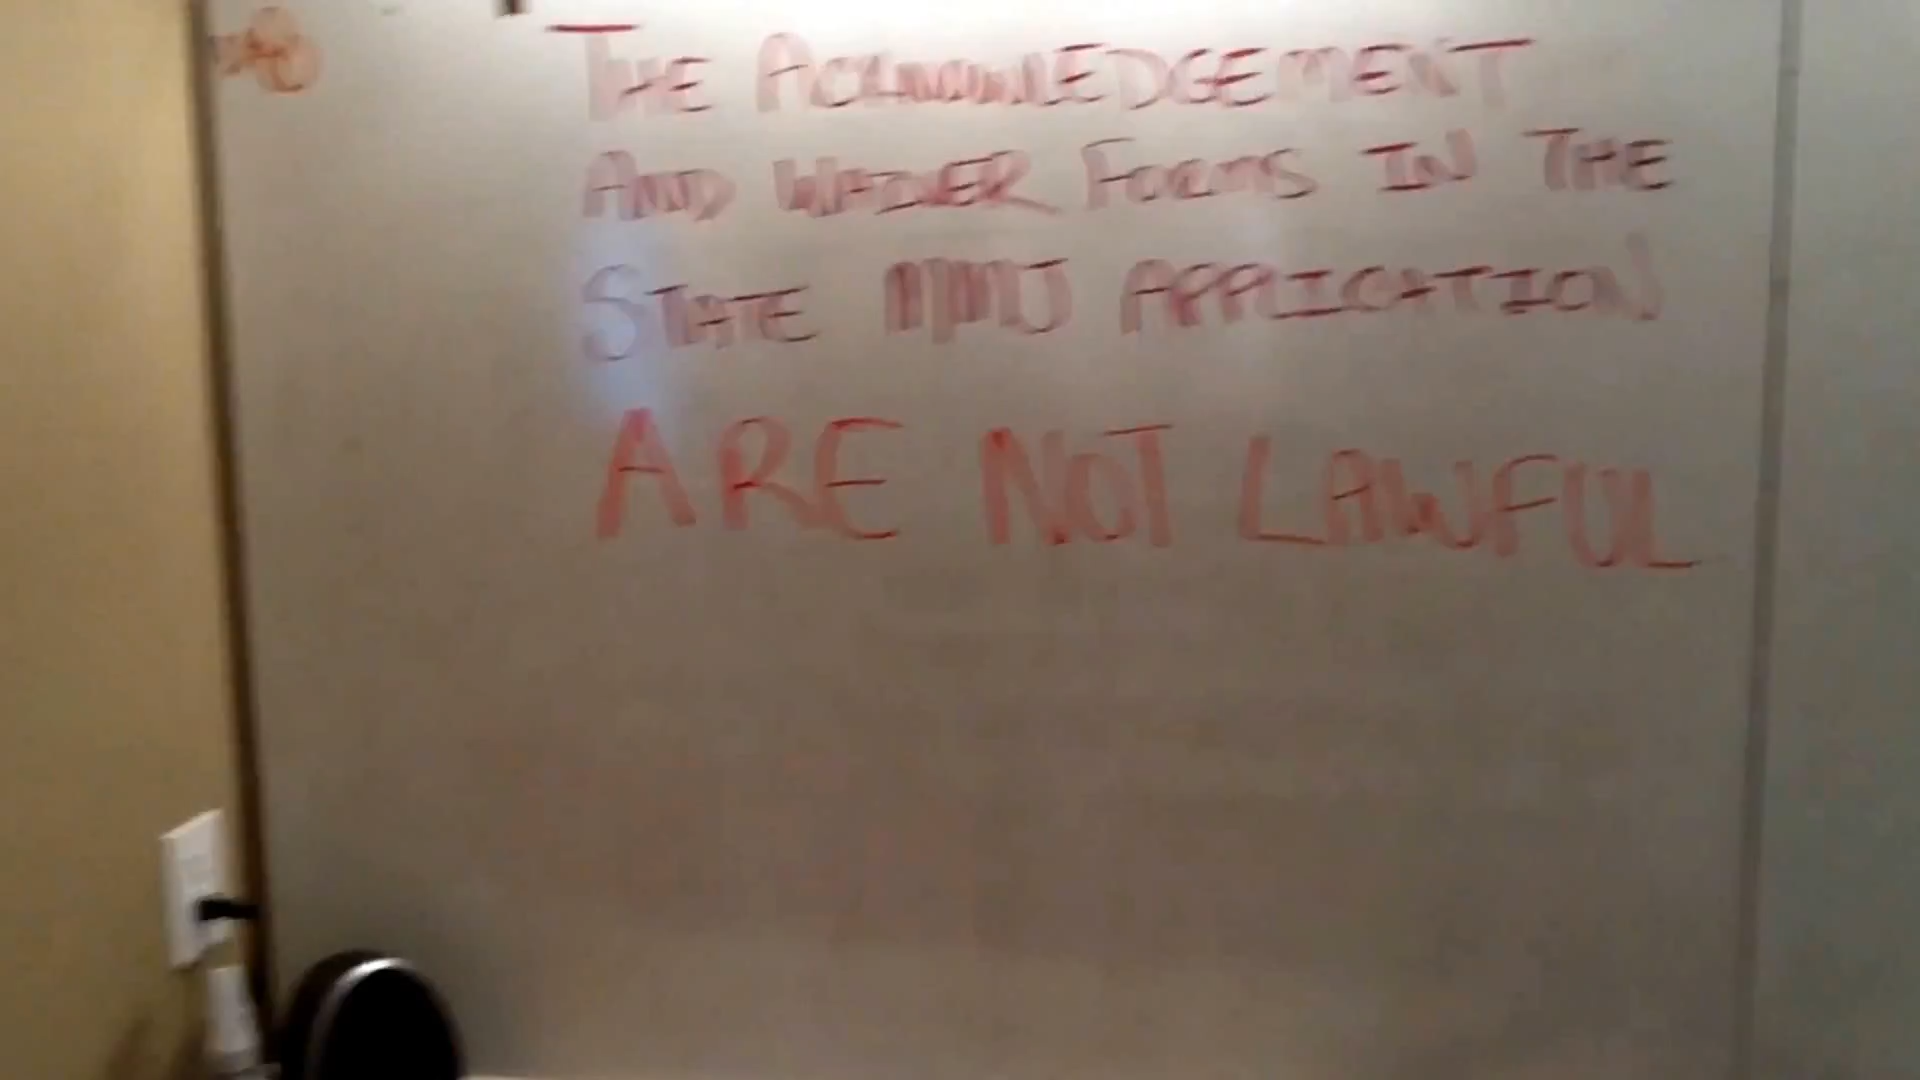 THE ACKNOWLEDGEMENT
AND WAIVER FORMS IN THE
STATE MMJ APPLICATION
ARE NOT LAWFUL